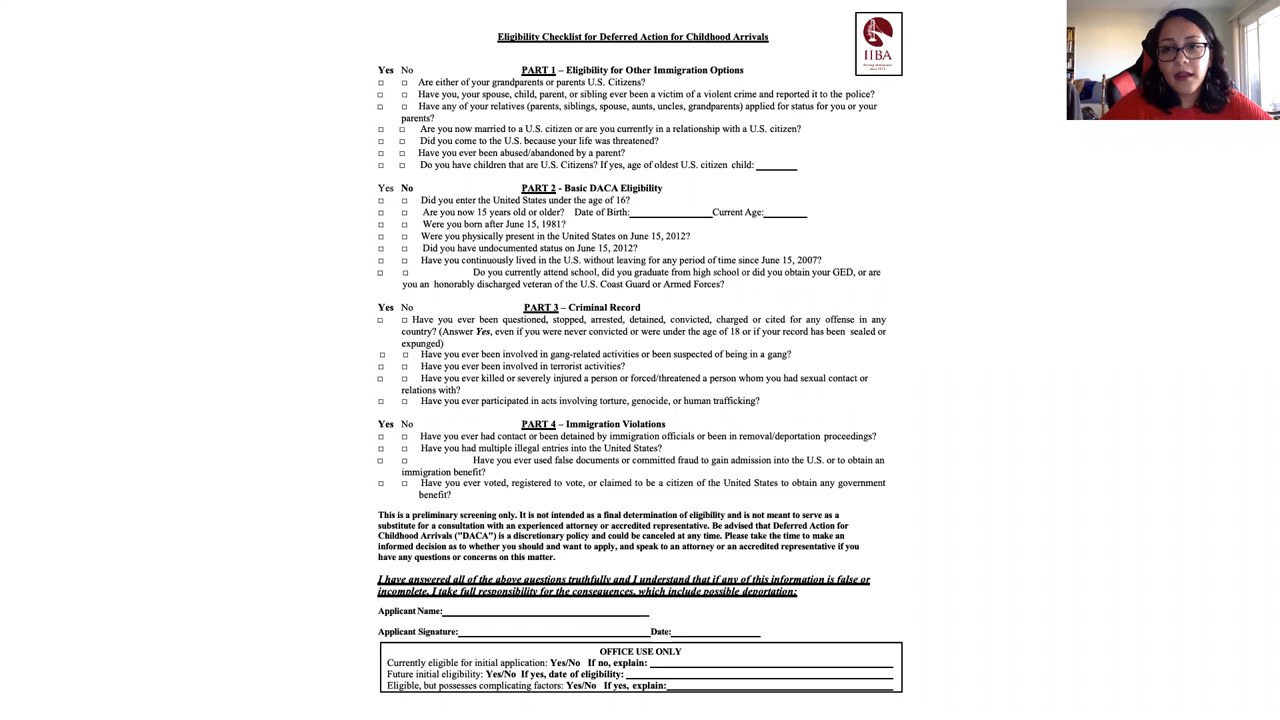 Eligibility Checklist for Deferred Action for Childhood Arrivals
IIBA
Yes No PART 1 – Eligibility for Other Immigration Options
□ □ Are either of your grandparents or parents U.S. Citizens?
□ □ Have you, your spouse, child, parent, or sibling ever been a victim of a violent crime and reported it to the police?
□ □ Have any of your relatives (parents, siblings, spouse, aunts, uncles, grandparents) applied for status for you or your
parents?
□ □ Are you now married to a U.S. citizen or are you currently in a relationship with a U.S. citizen?
□ □ Did you come to the U.S. because your life was threatened?
□ □ Have you ever been abused/abandoned by a parent?
□ □ Do you have children that are U.S. Citizens? If yes, age of oldest U.S. citizen child: ________
Yes No PART 2 - Basic DACA Eligibility
□ □ Did you enter the United States under the age of 16?
□ □ Are you now 15 years old or older? Date of Birth:________________Current Age:________
□ □ Were you born after June 15, 1981?
□ □ Were you physically present in the United States on June 15, 2012?
□ □ Did you have undocumented status on June 15, 2012?
□ □ Have you continuously lived in the U.S. without leaving for any period of time since June 15, 2007?
□ □ Do you currently attend school, did you graduate from high school or did you obtain your GED, or are
you an honorably discharged veteran of the U.S. Coast Guard or Armed Forces?
Yes No PART 3 – Criminal Record
□ □ Have you ever been questioned, stopped, arrested, detained, convicted, charged or cited for any offense in any
country? (Answer Yes, even if you were never convicted or were under the age of 18 or if your record has been sealed or
expunged)
□ □ Have you ever been involved in gang-related activities or been suspected of being in a gang?
□ □ Have you ever been involved in terrorist activities?
□ □ Have you ever killed or severely injured a person or forced/threatened a person whom you had sexual contact or
relations with?
□ □ Have you ever participated in acts involving torture, genocide, or human trafficking?
Yes No PART 4 – Immigration Violations
□ □ Have you ever had contact or been detained by immigration officials or been in removal/deportation proceedings?
□ □ Have you had multiple illegal entries into the United States?
□ □ Have you ever used false documents or committed fraud to gain admission into the U.S. or to obtain an
immigration benefit?
□ □ Have you ever voted, registered to vote, or claimed to be a citizen of the United States to obtain any government
benefit?
This is a preliminary screening only. It is not intended as a final determination of eligibility and is not meant to serve as a
substitute for a consultation with an experienced attorney or accredited representative. Be advised that Deferred Action for
Childhood Arrivals ("DACA") is a discretionary policy and could be canceled at any time. Please take the time to make an
informed decision as to whether you should and want to apply, and speak to an attorney or an accredited representative if you
have any questions or concerns on this matter.
I have answered all of the above questions truthfully and I understand that if any of this information is false or
incomplete, I take full responsibility for the consequences, which include possible deportation:
Applicant Name:________________________________________
Applicant Signature:____________________________________Date:________________
OFFICE USE ONLY
Currently eligible for initial application: Yes/No If no, explain: ____________________
Future initial eligibility: Yes/No If yes, date of eligibility: ____________________
Eligible, but possesses complicating factors: Yes/No If yes, explain:____________________